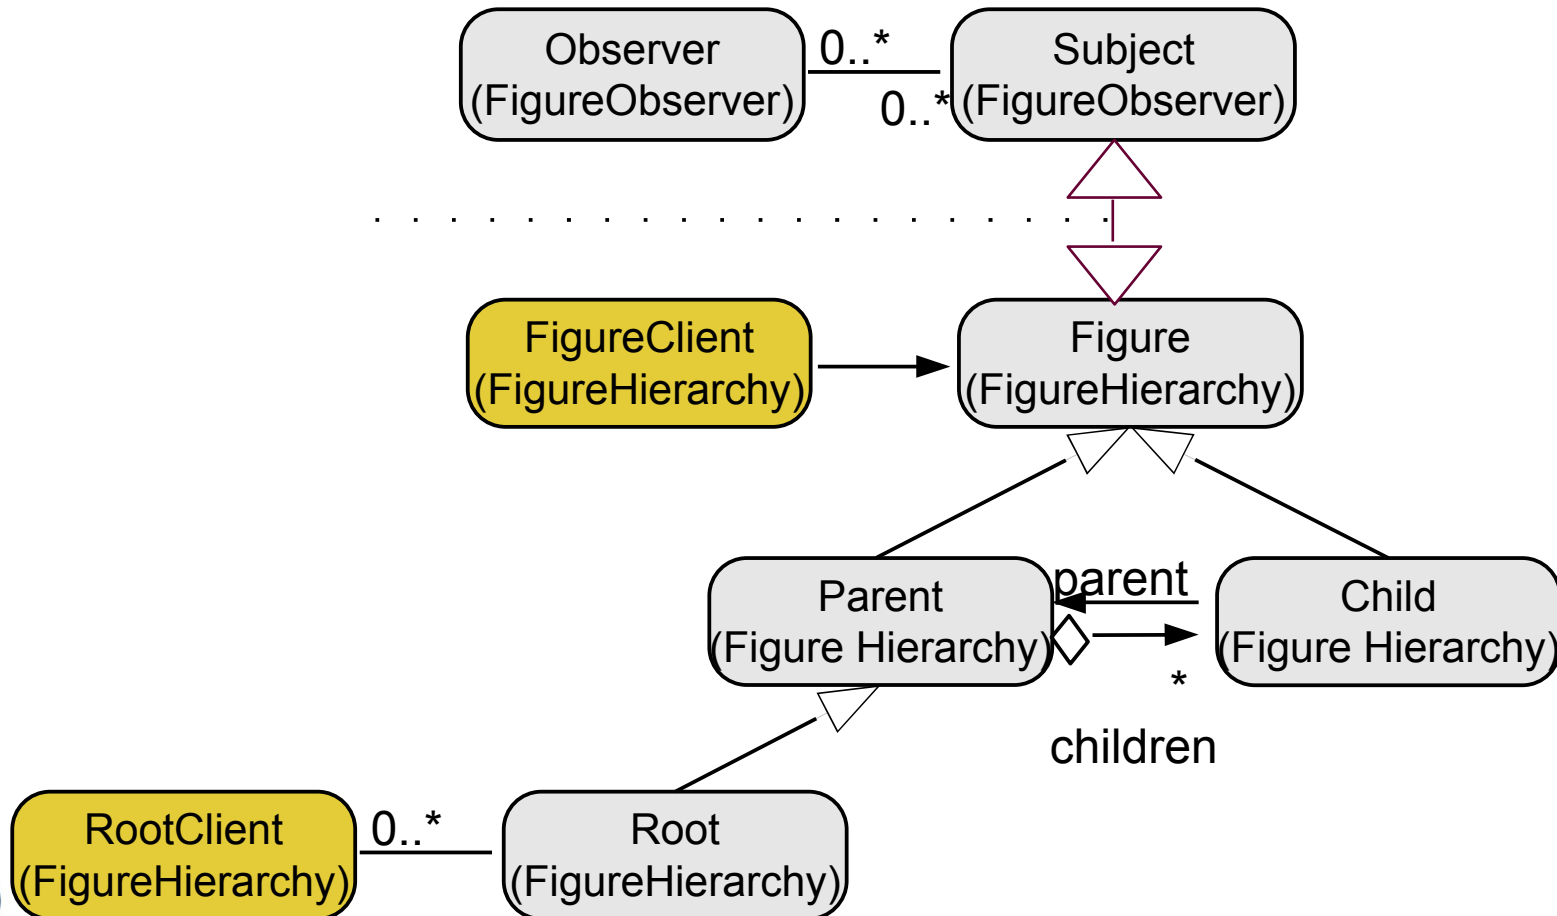 Observer
(FigureObserver)
0..*
0..*
Subject
(FigureObserver)
FigureClient
(FigureHierarchy)
Figure
(FigureHierarchy)
Parent
(Figure Hierarchy)
parent
*
children
Child
(Figure Hierarchy)
RootClient
(FigureHierarchy)
0..*
Root
(FigureHierarchy)